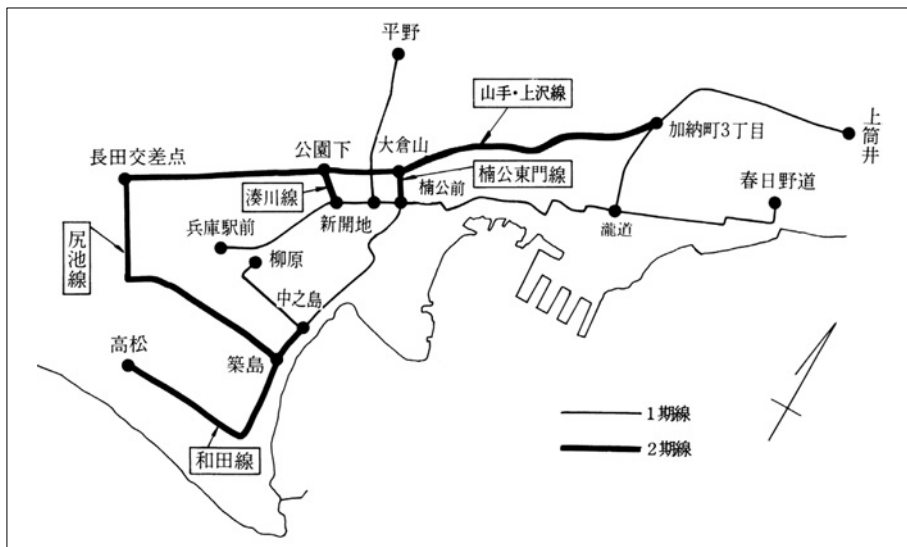 平野
山手・上沢線
加納町3丁目
上筒井
大倉山
公園下
長田交差点
楠公東門線
湊川線
楠公前
春日野道
新開地
瀧道
兵庫駅前
尻池線
柳原
中之島
高松
築島
和田線
1期線
2期線